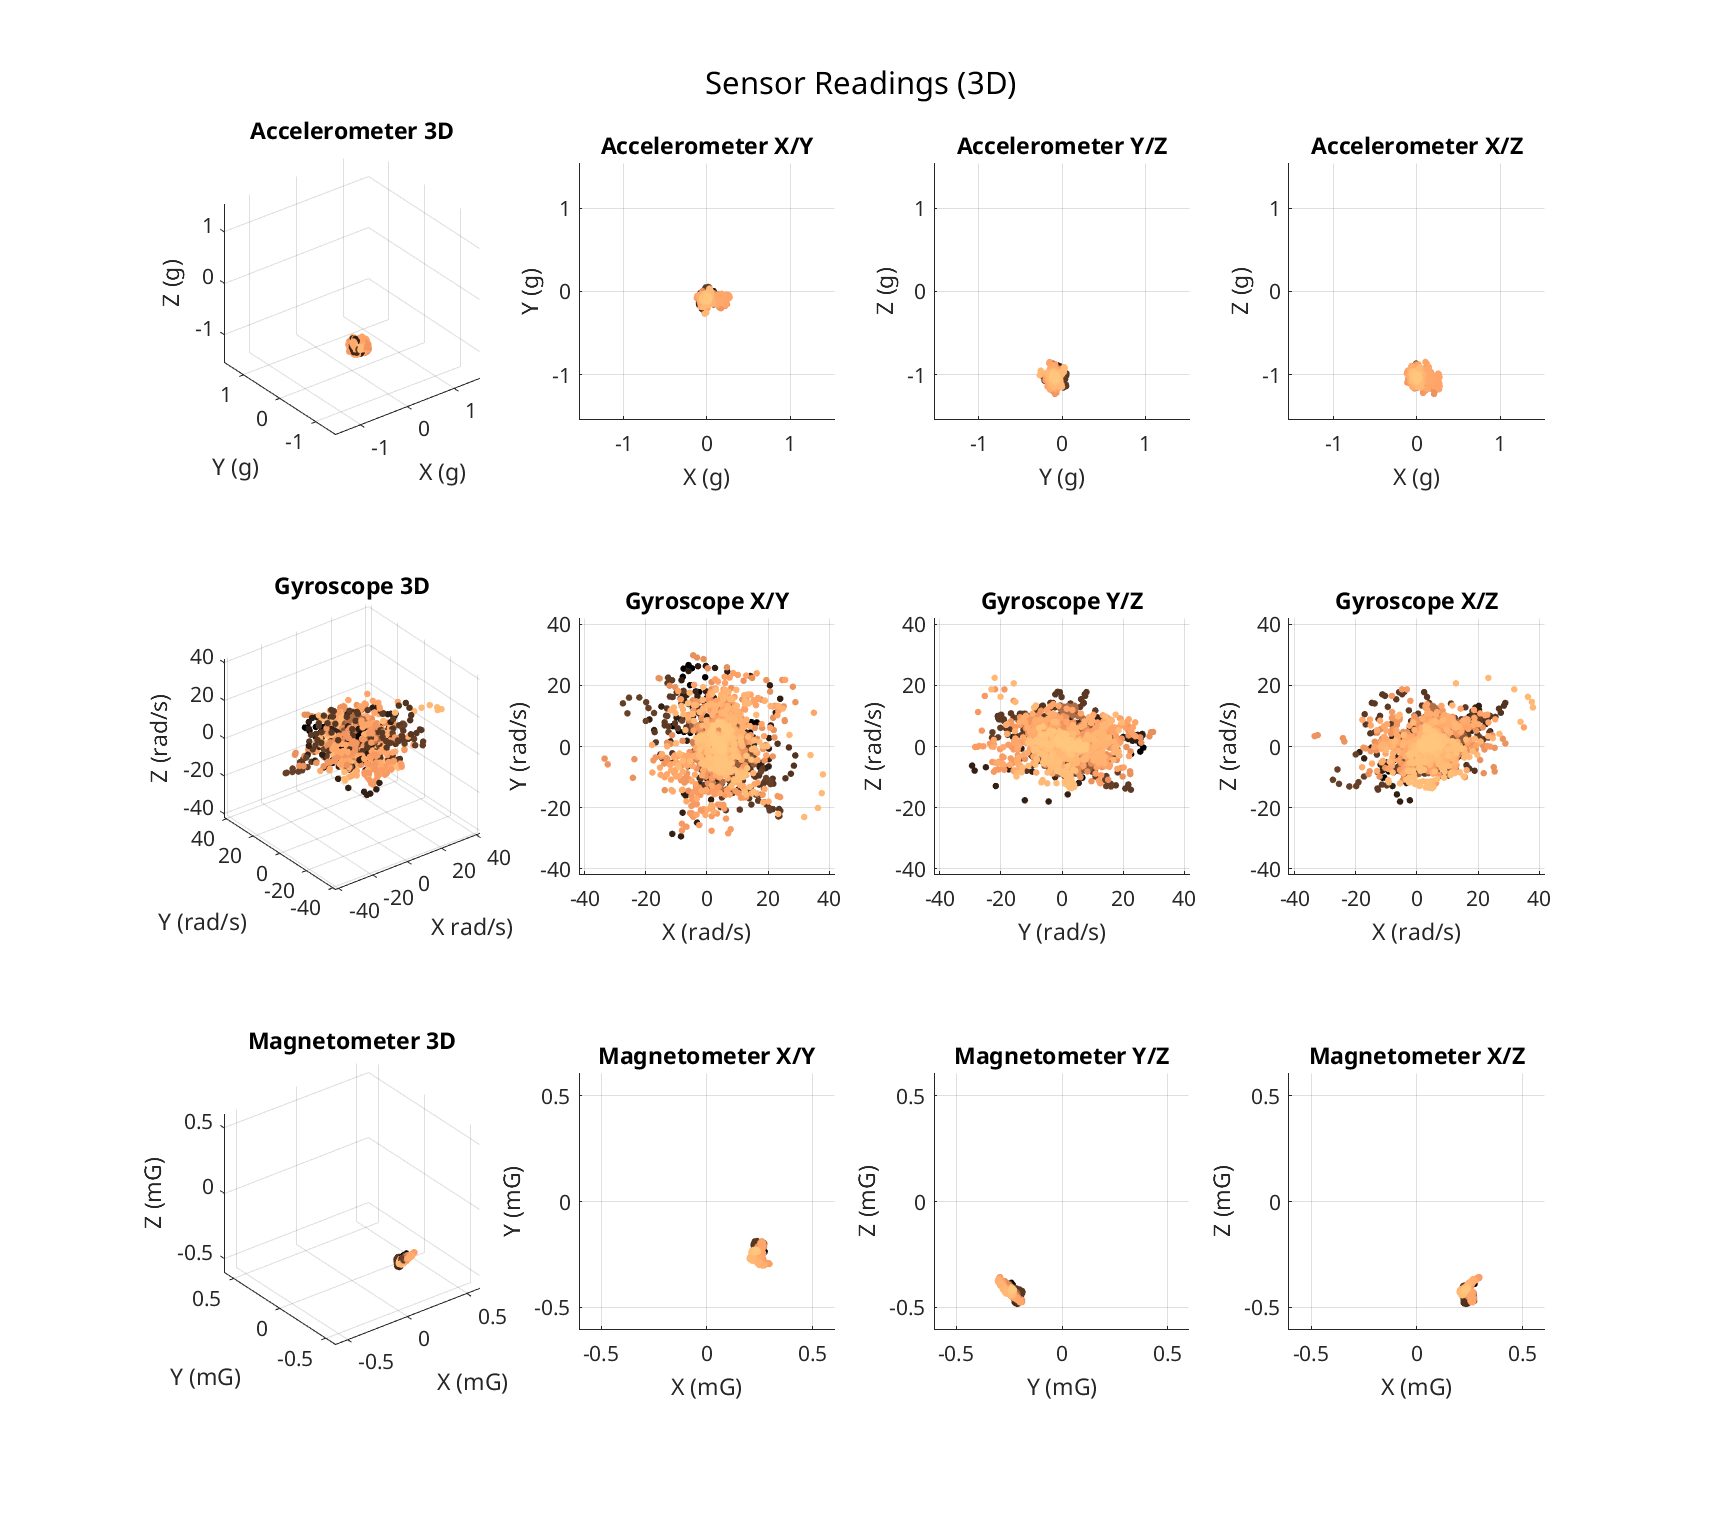 Sensor Readings (3D)
Accelerometer 3D
1
0
-1
Z (g)
1
0
-1
Y (g)
-1
0
1
X (g)
Accelerometer X/Y
1
0
-1
Y (g)
-1 0 1
X (g)
Accelerometer Y/Z
1
0
-1
Z (g)
-1 0 1
Y (g)
Accelerometer X/Z
1
0
-1
Z (g)
-1 0 1
X (g)
Gyroscope 3D
40
20
0
-20
-40
Z (rad/s)
40
20
0
-20
-40
Y (rad/s)
-40
-20
0
20
40
X rad/s)
Gyroscope X/Y
40
20
0
-20
-40
Y (rad/s)
-40 -20 0 20 40
X (rad/s)
Gyroscope Y/Z
40
20
0
-20
-40
Z (rad/s)
-40 -20 0 20 40
Y (rad/s)
Gyroscope X/Z
40
20
0
-20
-40
Z (rad/s)
-40 -20 0 20 40
X (rad/s)
Magnetometer 3D
0.5
0
-0.5
Z (mG)
0.5
0
-0.5
Y (mG)
-0.5
0
0.5
X (mG)
Magnetometer X/Y
0.5
0
-0.5
Y (mG)
-0.5 0 0.5
X (mG)
Magnetometer Y/Z
0.5
0
-0.5
Z (mG)
-0.5 0 0.5
Y (mG)
Magnetometer X/Z
0.5
0
-0.5
Z (mG)
-0.5 0 0.5
X (mG)